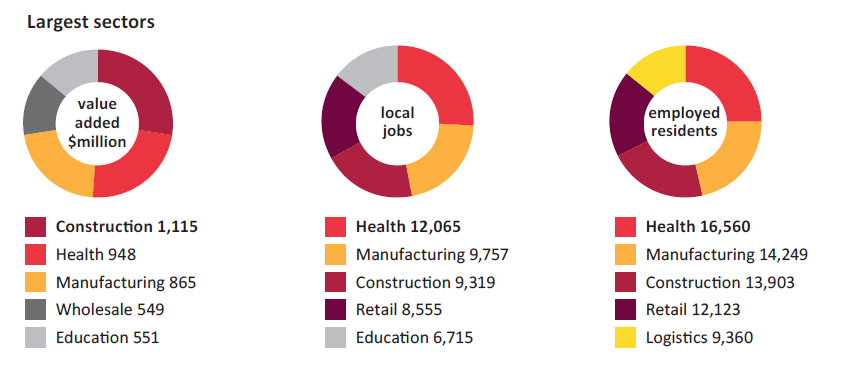 Largest sectors
value
added
$million
Construction 1,115
Health 948
Manufacturing 865
Wholesale 549
Education 551
local
jobs
Health 12,065
Manufacturing 9,757
Construction 9,319
Retail 8,555
Education 6,715
employed
residents
Health 16,560
Manufacturing 14,249
Construction 13,903
Retail 12,123
Logistics 9,360